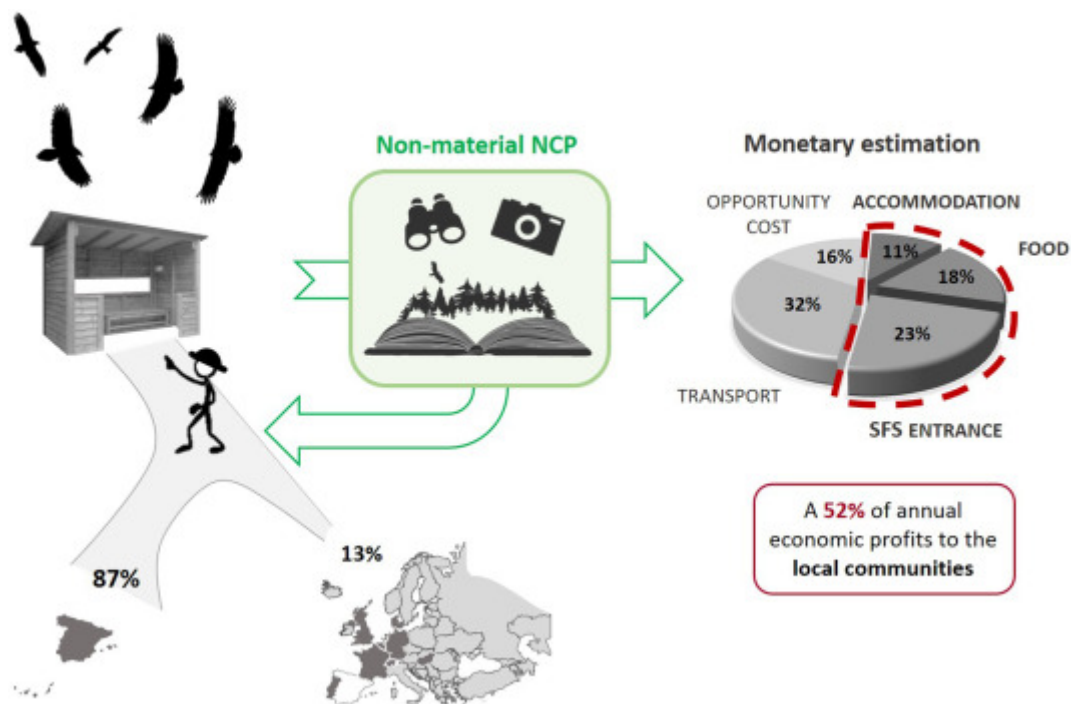 Non-material NCP
Monetary estimation
OPPORTUNITY
COST
ACCOMMODATION
FOOD
16%
11%
18%
32%
23%
TRANSPORT
SFS ENTRANCE
A 52% of annual
economic profits to the
local communities
87%
13%